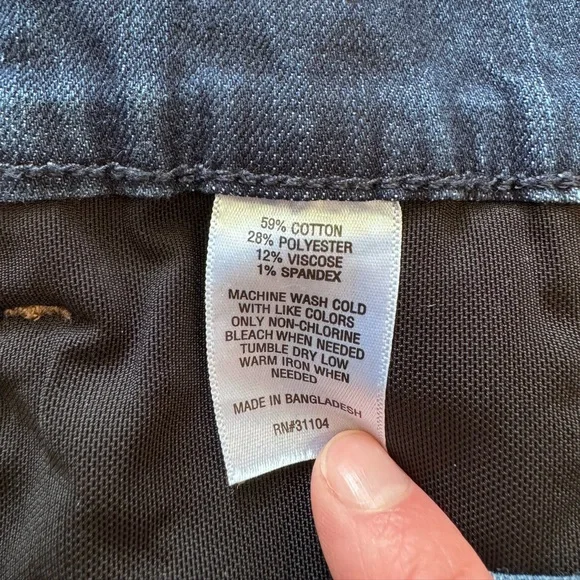 59% COTTON
28% POLYESTER
12% VISCOSE
1% SPANDEX
MACHINE WASH COLD
WITH LIKE COLORS
ONLY NON-CHLORINE
BLEACH WHEN NEEDED
TUMBLE DRY LOW
WARM IRON WHEN
NEEDED
MADE IN BANGLADESH
RN#31104